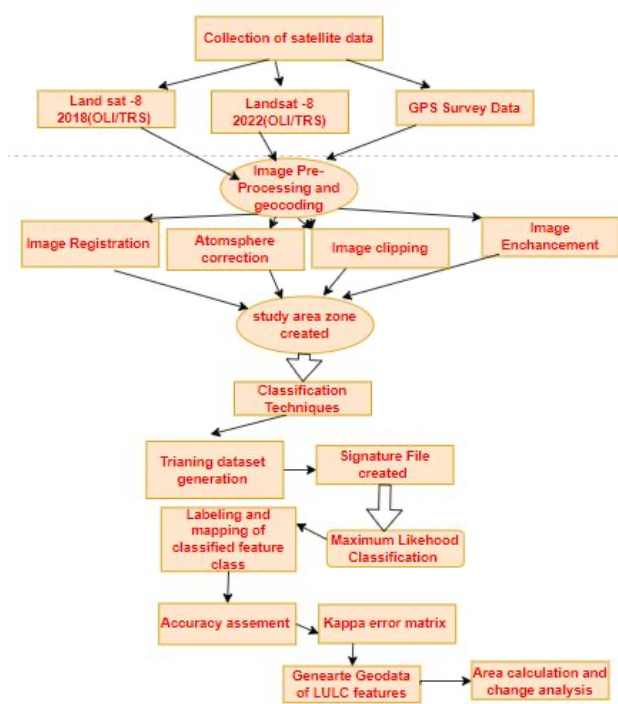 Collection of satellite data
Land sat -8
2018(OLI/TRS)
Landsat -8
2022(OLI/TRS)
GPS Survey Data
Image Pre-
Processing and
geocoding
Image Registration
Atomsphere
correction
Image clipping
Image
Enchancement
study area zone
created
Classification
Techniques
Trianing dataset
generation
Signature File
created
Labeling and
mapping of
classified feature
class
Maximum Likehood
Classification
Accuracy assement
Kappa error matrix
Genearte Geodata
of LULC features
Area calculation and
change analysis